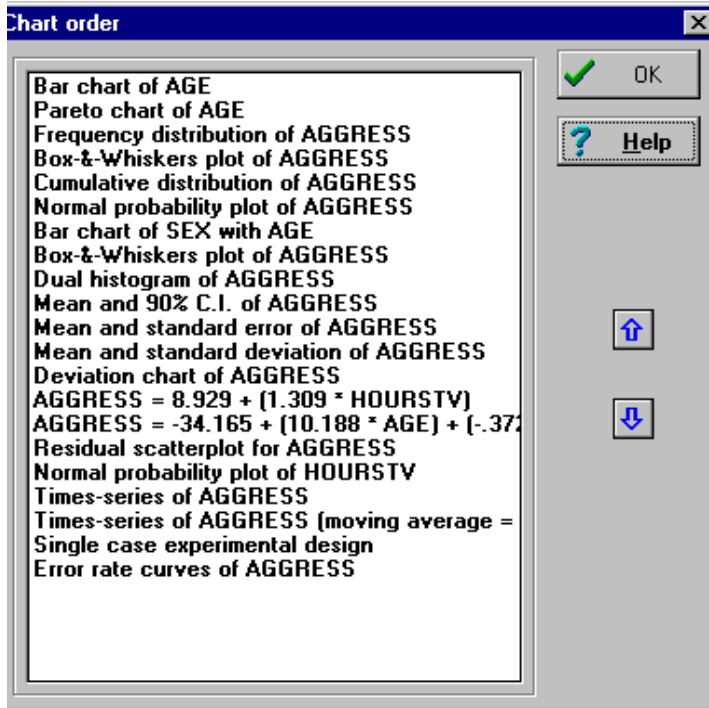 Chart order
Bar chart of AGE
Pareto chart of AGE
Frequency distribution of AGGRESS
Box-&-Whiskers plot of AGGRESS
Cumulative distribution of AGGRESS
Normal probability plot of AGGRESS
Bar chart of SEX with AGE
Box-&-Whiskers plot of AGGRESS
Dual histogram of AGGRESS
Mean and 90% C.I. of AGGRESS
Mean and standard error of AGGRESS
Mean and standard deviation of AGGRESS
Deviation chart of AGGRESS
AGGRESS = 8.929 + (1.309 * HOURSTV)
AGGRESS = -34.165 + (10.188 * AGE) + (-.372
Residual scatterplot for AGGRESS
Normal probability plot of HOURSTV
Times-series of AGGRESS
Times-series of AGGRESS (moving average =
Single case experimental design
Error rate curves of AGGRESS
OK
Help